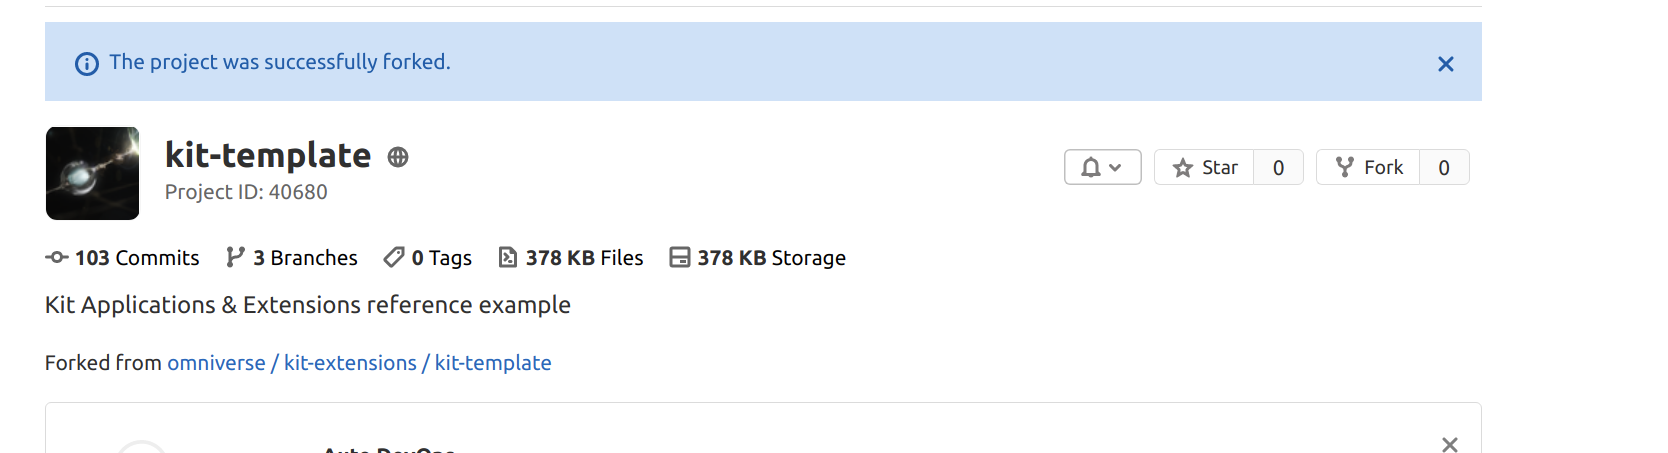 The project was successfully forked.
kit-template
Project ID: 40680
Star 0
Fork 0
103 Commits 3 Branches 0 Tags 378 KB Files 378 KB Storage
Kit Applications & Extensions reference example
Forked from omniverse / kit-extensions / kit-template
Auto DevOps